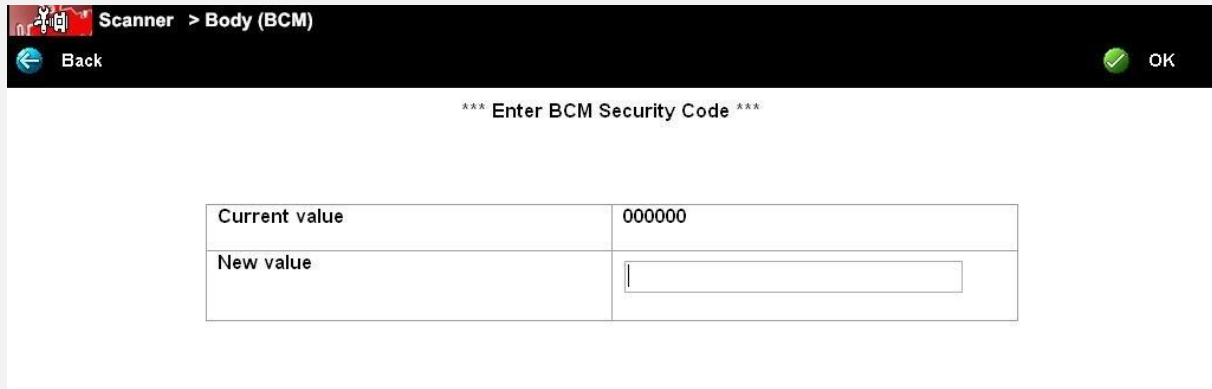 Scanner > Body (BCM)
Back
OK
*** Enter BCM Security Code ***
Current value 000000
New value